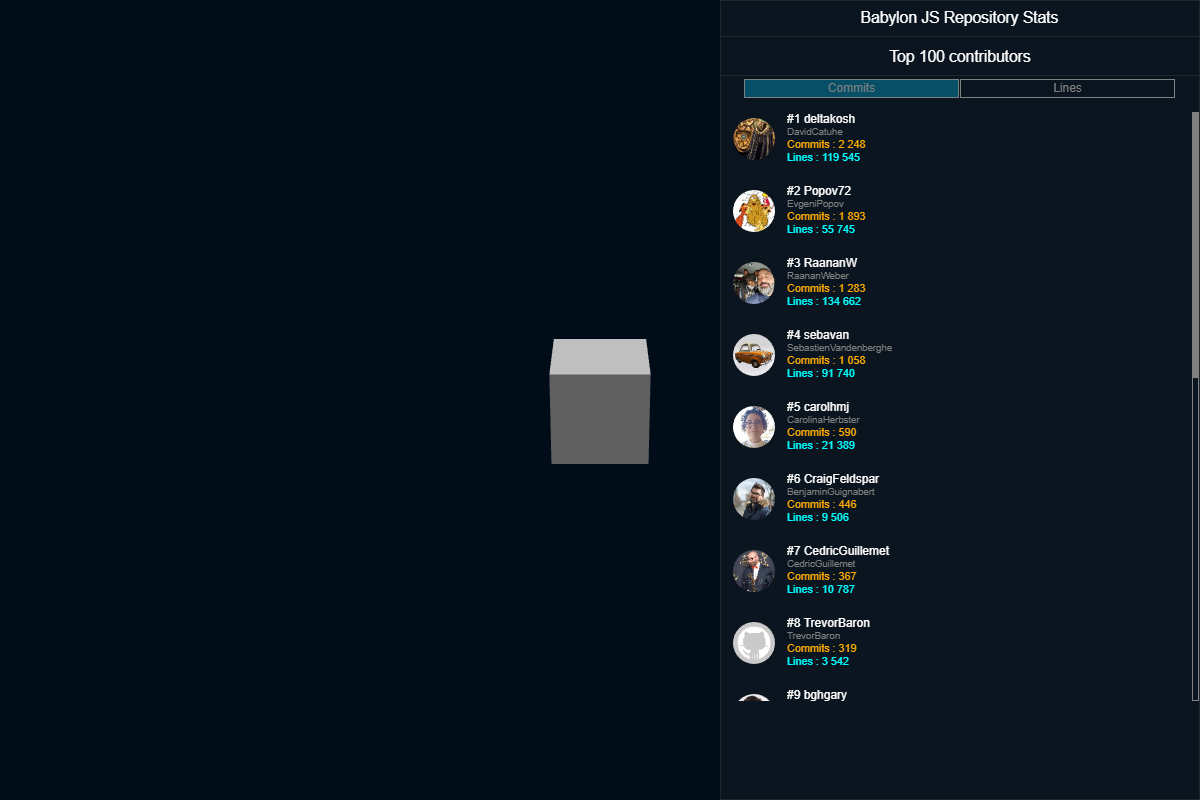 Babylon JS Repository Stats
Top 100 contributors
Commits
Lines
#1 deltakosh
DavidCatuhe
Commits : 2 248
Lines : 119 545
#2 Popov72
EvgeniPopov
Commits : 1 893
Lines : 55 745
#3 RaananW
RaananWeber
Commits : 1 283
Lines : 134 662
#4 sebavan
SebastienVandenberghe
Commits : 1 058
Lines : 91 740
#5 carolhmj
CarolinaHerbster
Commits : 590
Lines : 21 389
#6 CraigFeldspar
BenjaminGuignabert
Commits : 446
Lines : 9 506
#7 CedricGuillemet
CedricGuillemet
Commits : 367
Lines : 10 787
#8 TrevorBaron
TrevorBaron
Commits : 319
Lines : 3 542
#9 bghgary